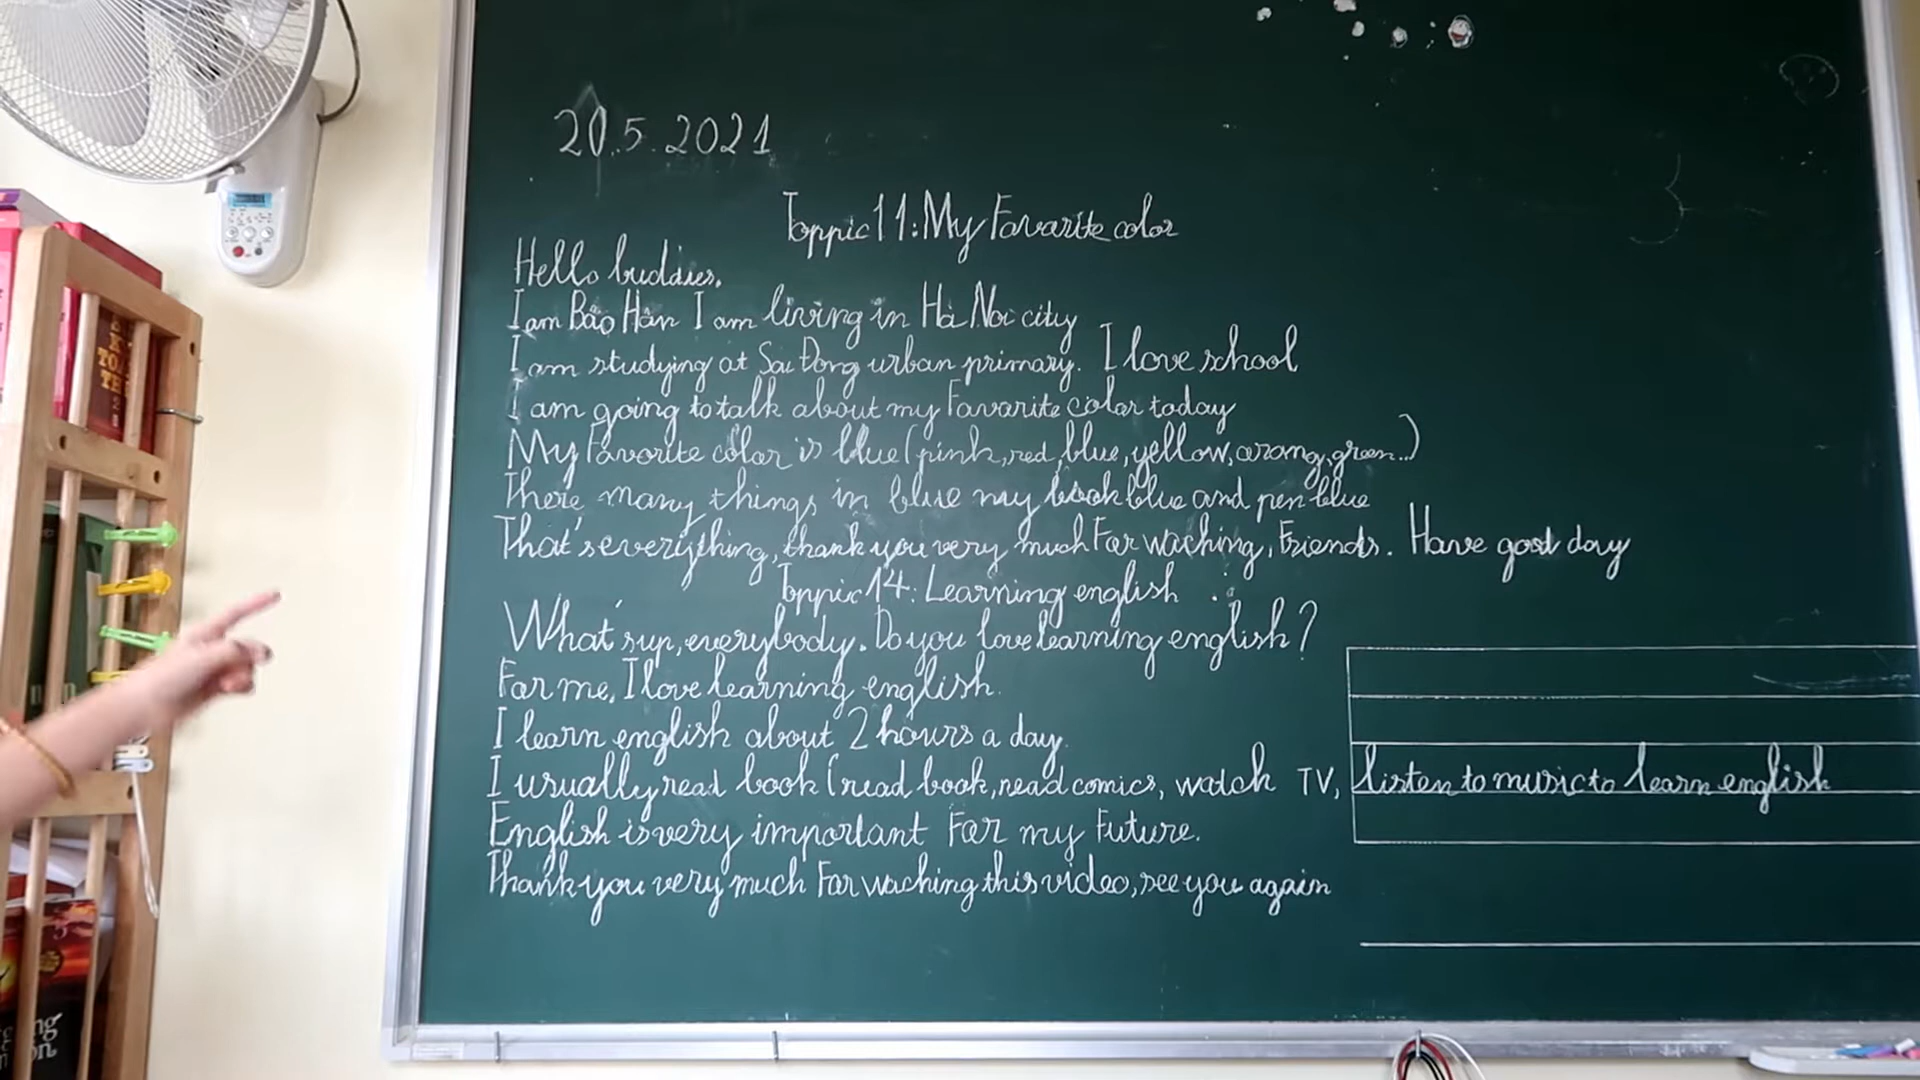 20.5.2021
Toppic 11: My Favarite color
Hello buddies.
I am Bảo Hân I am living in Hà Noi city
I am studying at Sai Đong urban primary. I love school
I am going to talk about my Favarite color today
My Favorite color is blue (pink, red, blue, yellow, orang, green..)
There many things in blue my book blue and pen blue
That's everything, thank you very much For waching, Friends. Have good day
Toppic 14: Learning english
What's up, everybody. Do you love learning english?
For me, I love learning english.
I learn english about 2 hours a day.
I usually read book (read book, read comics, watch TV, listen to music to learn english
English is very important For my Future.
Thank you very much For waching this video, see you again